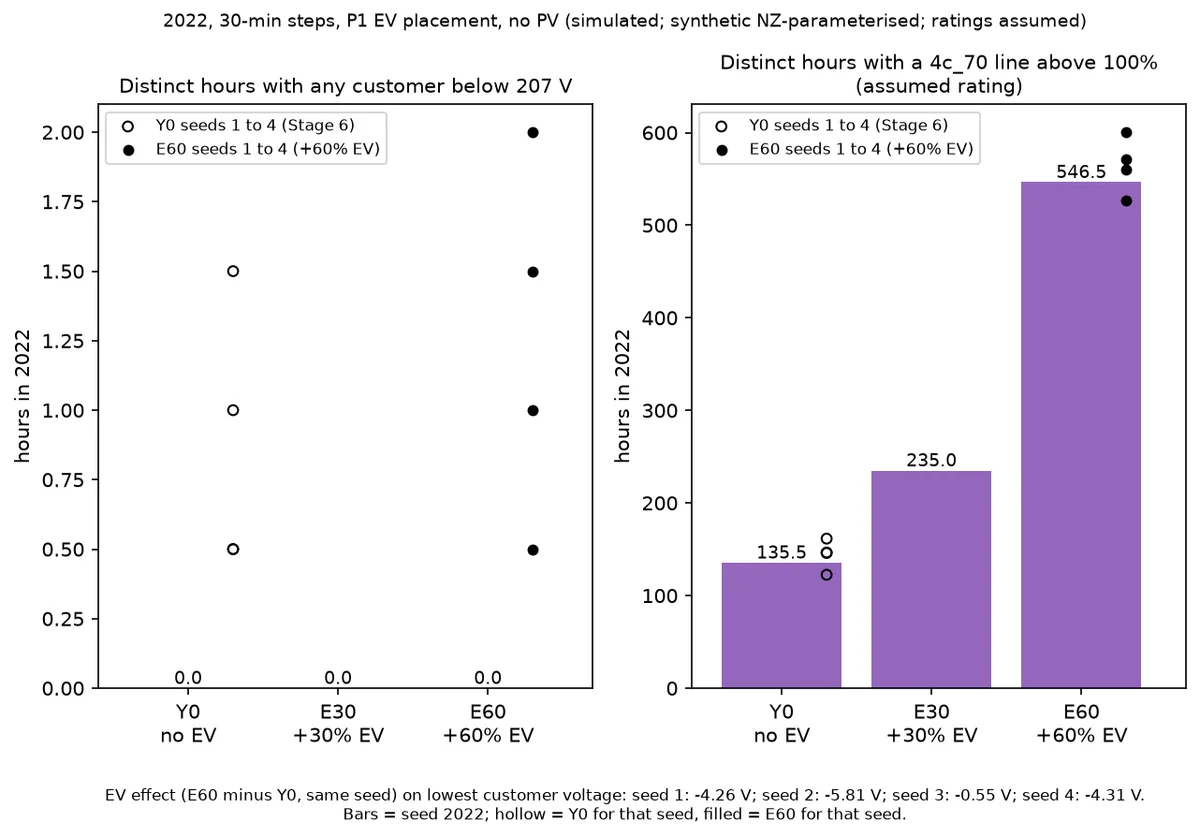 2022, 30-min steps, P1 EV placement, no PV (simulated; synthetic NZ-parameterised; ratings assumed)
Distinct hours with any customer below 207 V
Y0 seeds 1 to 4 (Stage 6)
E60 seeds 1 to 4 (+60% EV)
hours in 2022
2.00
1.75
1.50
1.25
1.00
0.75
0.50
0.25
0.00
0.0
0.0
0.0
Y0
no EV
E30
+30% EV
E60
+60% EV
Distinct hours with a 4c_70 line above 100%
(assumed rating)
Y0 seeds 1 to 4 (Stage 6)
E60 seeds 1 to 4 (+60% EV)
hours in 2022
600
500
400
300
200
100
0
135.5
235.0
546.5
Y0
no EV
E30
+30% EV
E60
+60% EV
EV effect (E60 minus Y0, same seed) on lowest customer voltage: seed 1: -4.26 V; seed 2: -5.81 V; seed 3: -0.55 V; seed 4: -4.31 V.
Bars = seed 2022; hollow = Y0 for that seed, filled = E60 for that seed.